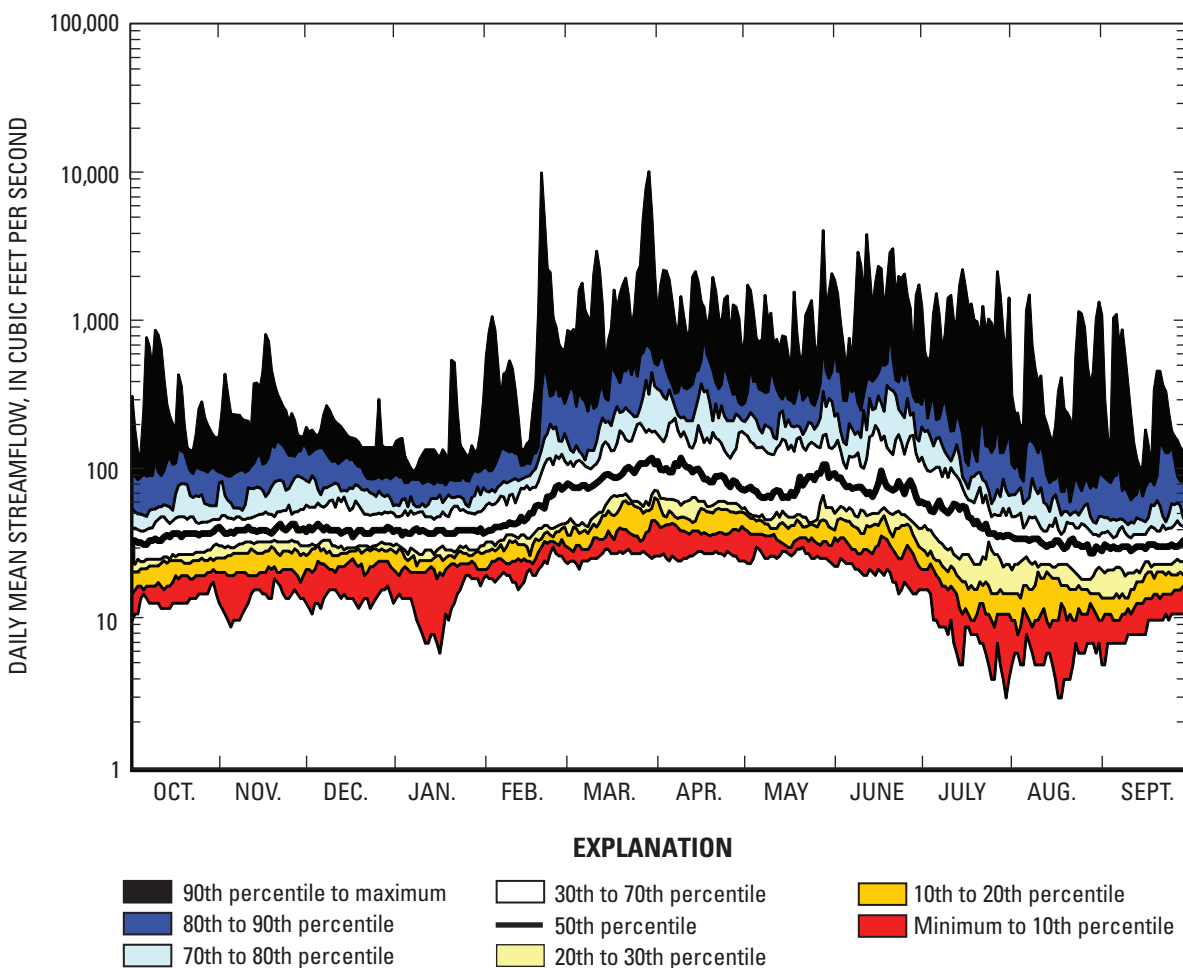 DAILY MEAN STREAMFLOW, IN CUBIC FEET PER SECOND
100,000
10,000
1,000
100
10
1
OCT. NOV. DEC. JAN. FEB. MAR. APR. MAY JUNE JULY AUG. SEPT.
EXPLANATION
90th percentile to maximum
80th to 90th percentile
70th to 80th percentile
30th to 70th percentile
50th percentile
20th to 30th percentile
10th to 20th percentile
Minimum to 10th percentile